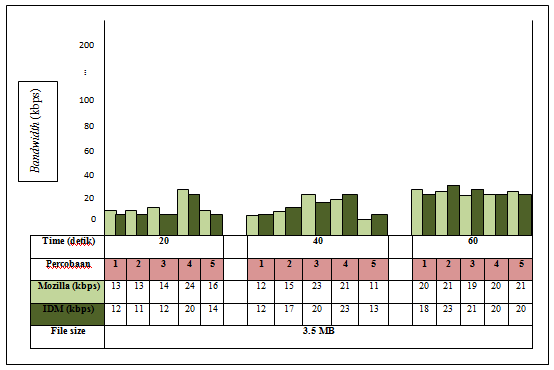 200
...
100
80
60
40
20
0
Bandwidth (kbps)
Time (detik) 20 40 60
Percobaan 1 2 3 4 5 1 2 3 4 5 1 2 3 4 5
Mozilla (kbps) 13 13 14 24 16 12 15 23 21 11 20 21 19 20 21
IDM (kbps) 12 11 12 20 14 12 17 20 23 13 18 23 21 20 20
File size 3.5 MB